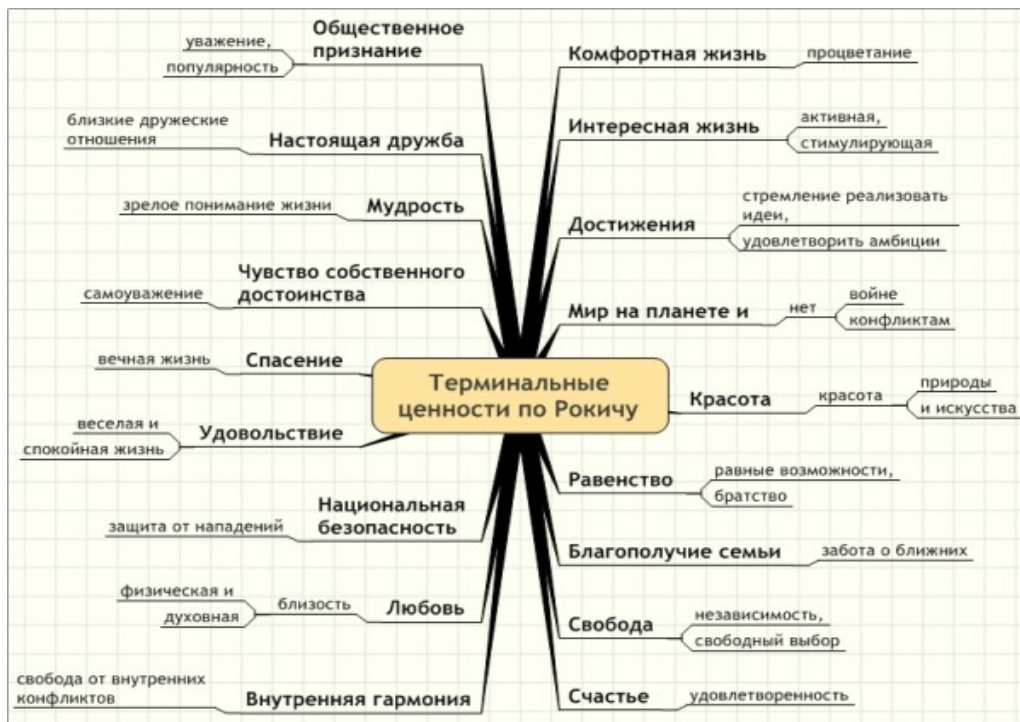 Терминальные
ценности по Рокичу
Комфортная жизнь
процветание
Интересная жизнь
активная,
стимулирующая
Достижения
стремление реализовать
идеи,
удовлетворить амбиции
Мир на планете и
нет
войне
конфликтам
Красота
красота
природы
и искусства
Равенство
равные возможности,
братство
Благополучие семьи
забота о ближних
Свобода
независимость,
свободный выбор
Счастье
удовлетворенность
Общественное
признание
уважение,
популярность
Настоящая дружба
близкие дружеские
отношения
Мудрость
зрелое понимание жизни
Чувство собственного
достоинства
самоуважение
Спасение
вечная жизнь
Удовольствие
веселая и
спокойная жизнь
Национальная
безопасность
защита от нападений
Любовь
близость
физическая и
духовная
Внутренняя гармония
свобода от внутренних
конфликтов